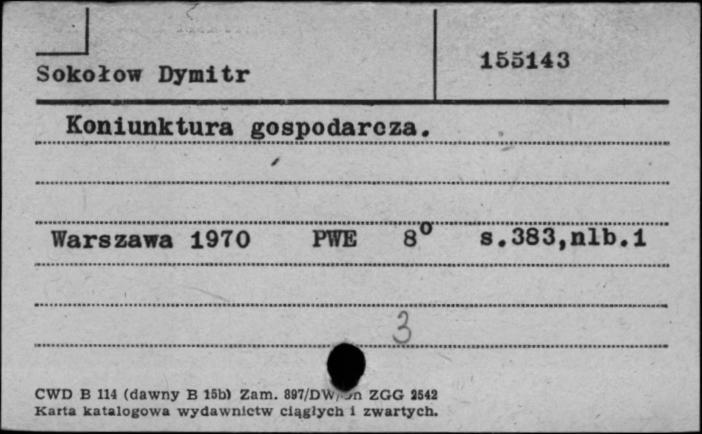 155143
Sokołow Dymitr
Koniunktura gospodarcza.
Warszawa 1970 PWE 8° s.383,nlb.1
3
CWD B 114 (dawny B 15b) Zam. 897/DW/ ZGG 2542
Karta katalogowa wydawnictw ciągłych i zwartych.